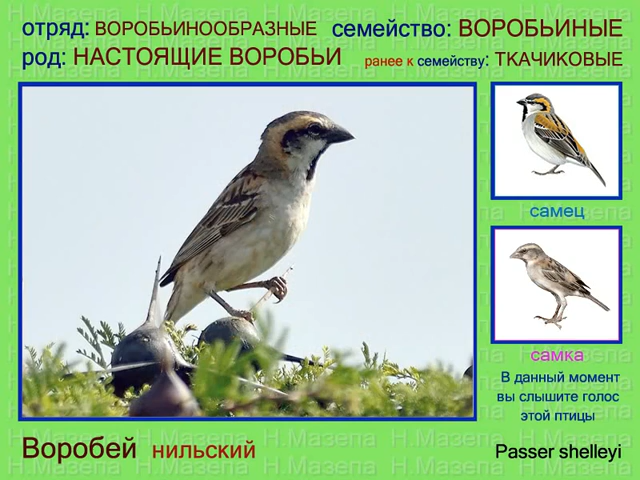 отряд: ВОРОБЬИНООБРАЗНЫЕ семейство: ВОРОБЬИНЫЕ
род: НАСТОЯЩИЕ ВОРОБЬИ ранее к семейству: ТКАЧИКОВЫЕ
самец
самка
В данный момент
вы слышите голос
этой птицы
Воробей нильский Passer shelleyi
Н.Мазепа